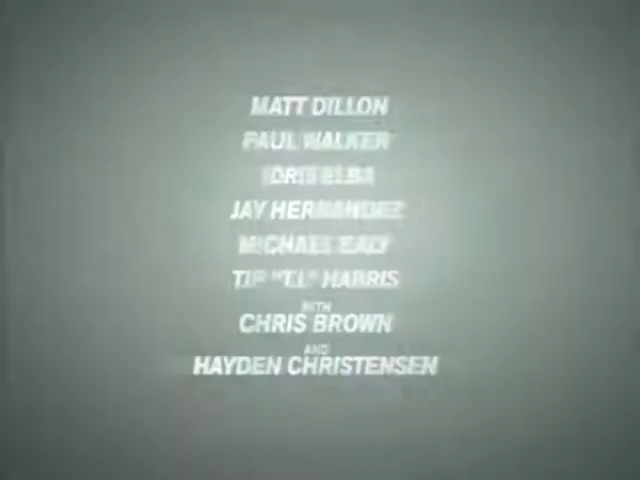 MATT DILLON
PAUL WALKER
IDRIS ELBA
JAY HERNANDEZ
MICHAEL EALY
TIP "T.I." HARRIS
WITH
CHRIS BROWN
AND
HAYDEN CHRISTENSEN